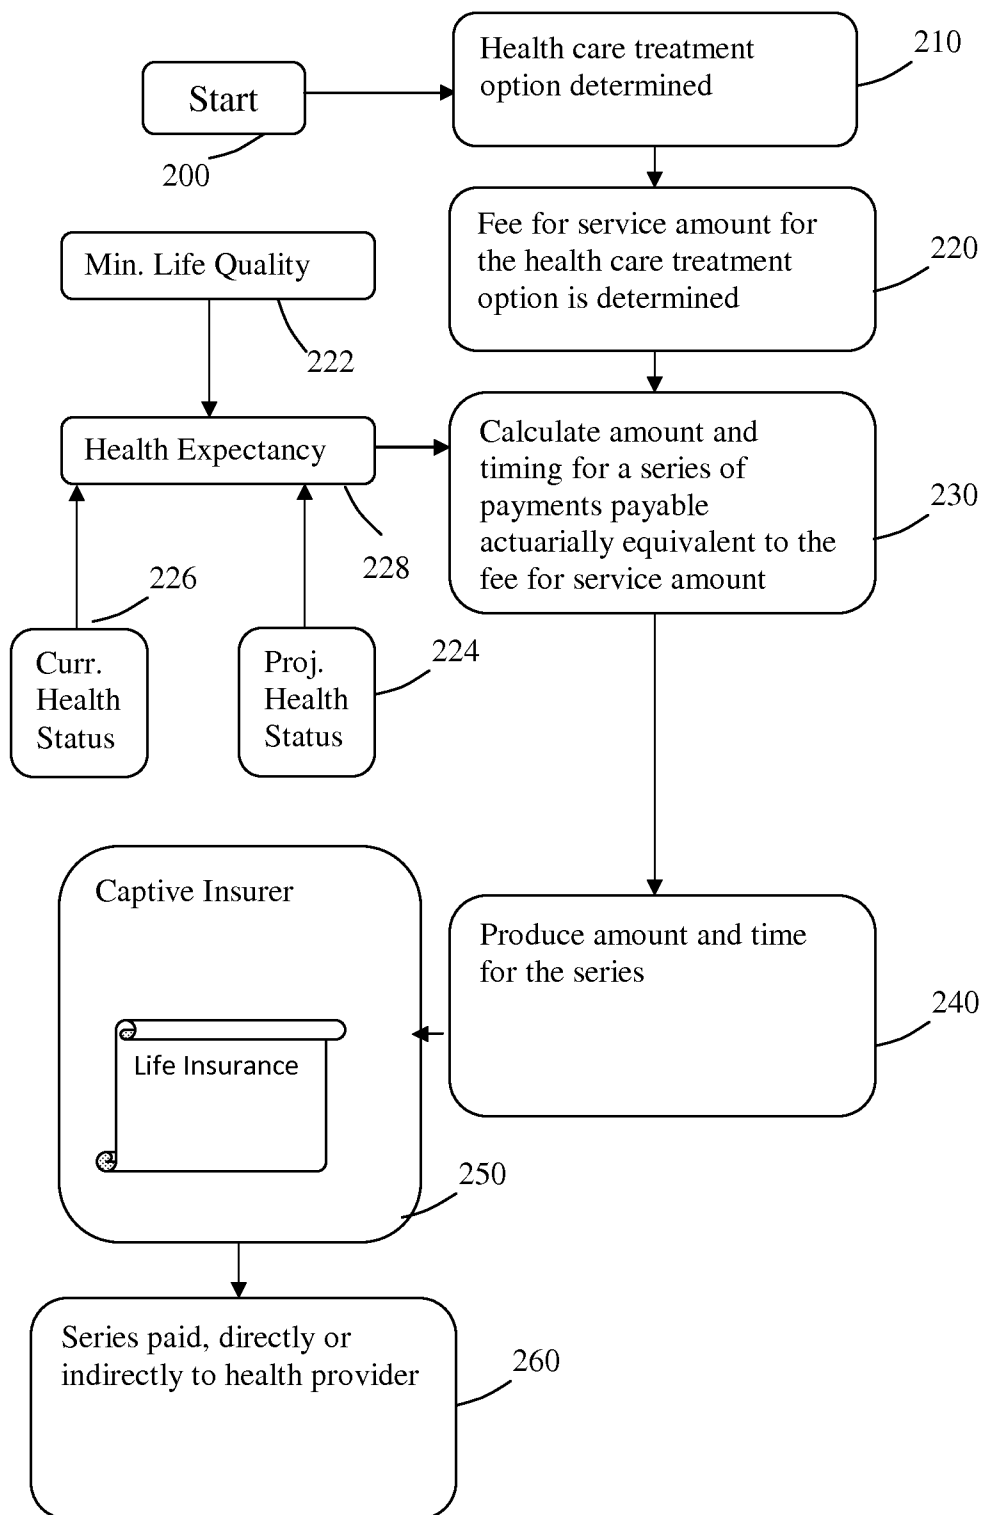 Health care treatment
option determined
210
Start
200
Fee for service amount for
the health care treatment
option is determined
220
Min. Life Quality
222
Health Expectancy
228
Calculate amount and
timing for a series of
payments payable
actuarially equivalent to the
fee for service amount
230
226
Curr.
Health
Status
Proj.
Health
Status
224
Captive Insurer
Life Insurance
250
Produce amount and time
for the series
240
Series paid, directly or
indirectly to health provider
260